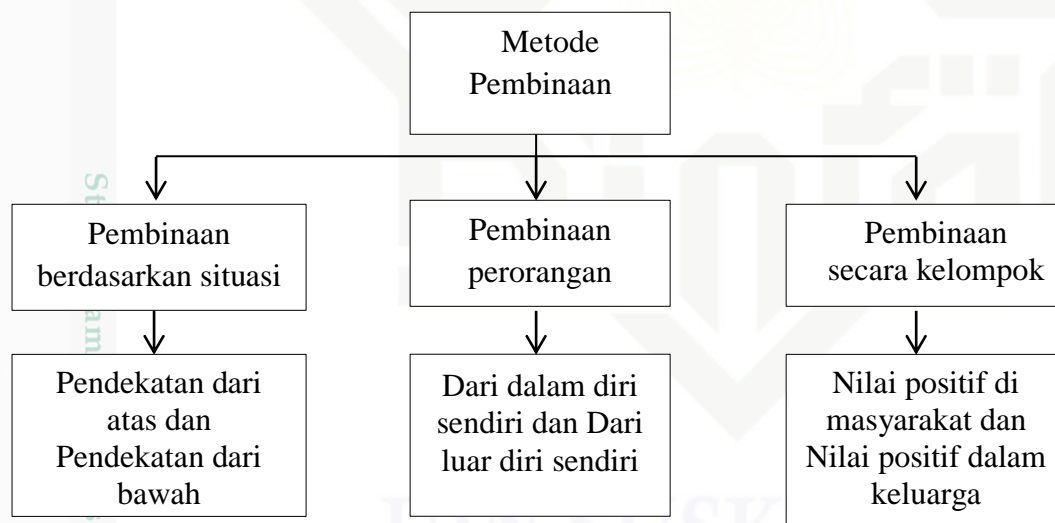 Metode
Pembinaan
Pembinaan
berdasarkan situasi
Pembinaan
perorangan
Pembinaan
secara kelompok
Pendekatan dari
atas dan
Pendekatan dari
bawah
Dari dalam diri
sendiri dan Dari
luar diri sendiri
Nilai positif di
masyarakat dan
Nilai positif dalam
keluarga